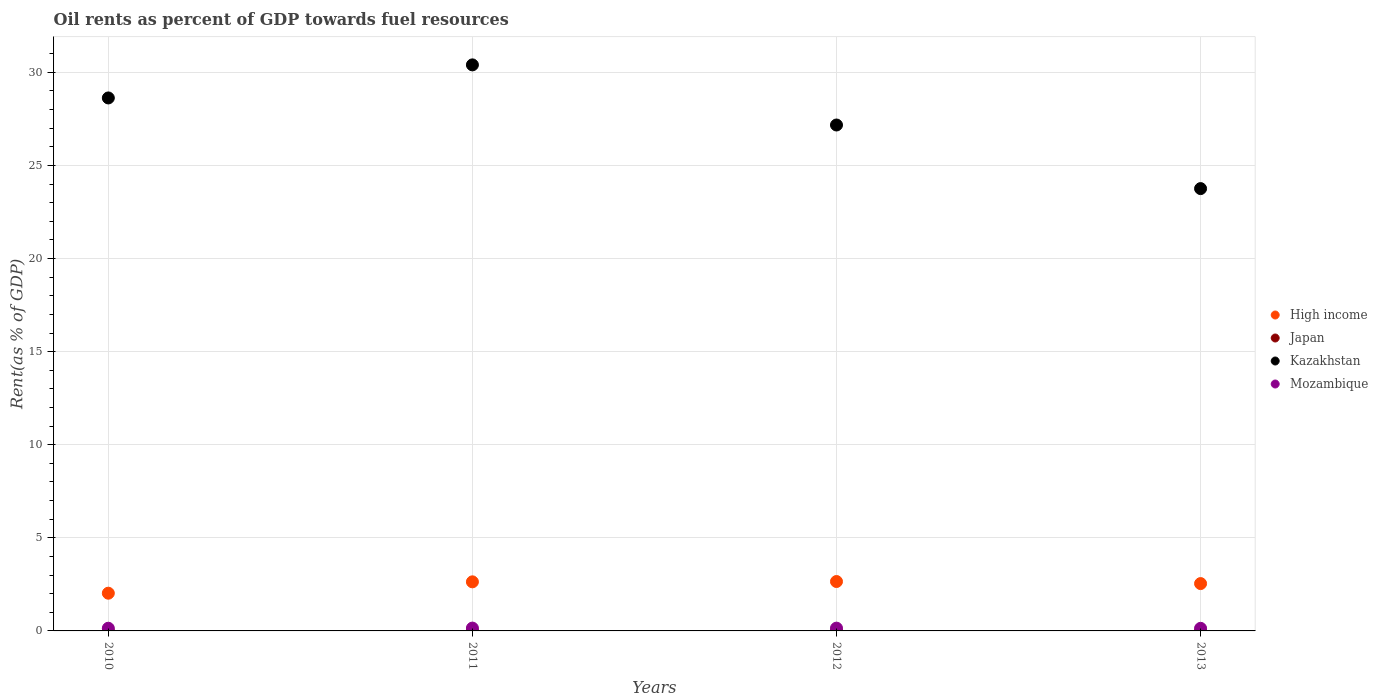 Oil rents as percent of GDP towards fuel resources
Rent(as % of GDP)
30
25
20
15
10
5
0
2010
2011
2012
2013
Years
High income
Japan
Kazakhstan
Mozambique